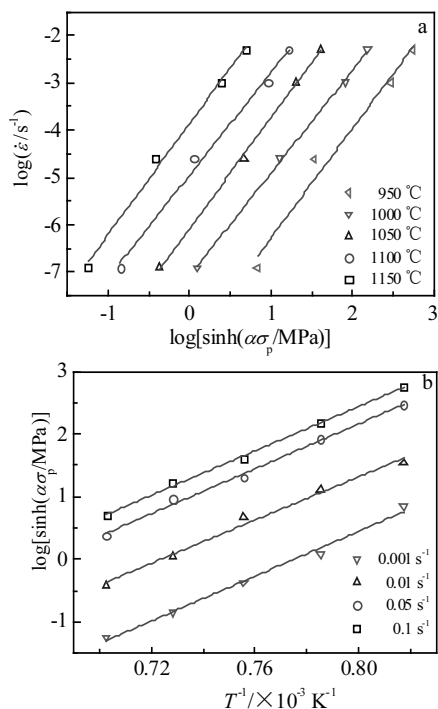 a
-2
-3
-4
-5
-6
-7
log(ε̇/s⁻¹)
950 ℃
1000 ℃
1050 ℃
1100 ℃
1150 ℃
-1 0 1 2 3
log[sinh(ασₚ/MPa)]
b
3
2
1
0
-1
log[sinh(ασₚ/MPa)]
0.001 s⁻¹
0.01 s⁻¹
0.05 s⁻¹
0.1 s⁻¹
0.72 0.76 0.80
T⁻¹/×10⁻³ K⁻¹